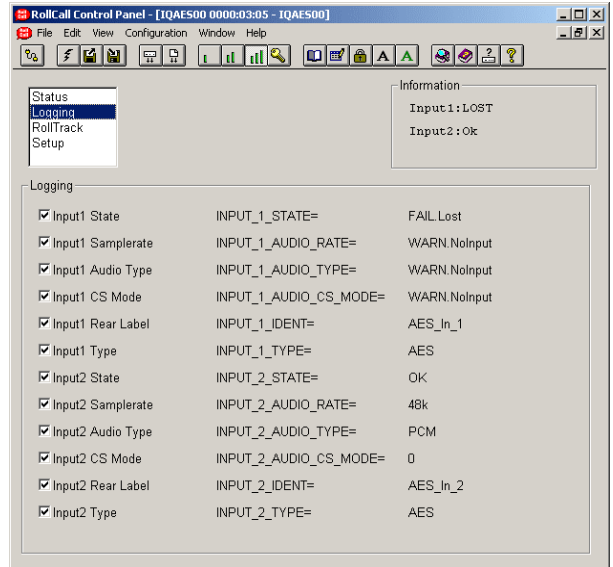 RollCall Control Panel - [IQAES00 0000:03:05 - IQAES00]
File Edit View Configuration Window Help
A A ? ?
Status
Logging
RollTrack
Setup
Information
Input1:LOST
Input2:Ok
Logging
Input1 State INPUT_1_STATE= FAIL.Lost
Input1 Samplerate INPUT_1_AUDIO_RATE= WARN.NoInput
Input1 Audio Type INPUT_1_AUDIO_TYPE= WARN.NoInput
Input1 CS Mode INPUT_1_AUDIO_CS_MODE= WARN.NoInput
Input1 Rear Label INPUT_1_IDENT= AES_In_1
Input1 Type INPUT_1_TYPE= AES
Input2 State INPUT_2_STATE= OK
Input2 Samplerate INPUT_2_AUDIO_RATE= 48k
Input2 Audio Type INPUT_2_AUDIO_TYPE= PCM
Input2 CS Mode INPUT_2_AUDIO_CS_MODE= 0
Input2 Rear Label INPUT_2_IDENT= AES_In_2
Input2 Type INPUT_2_TYPE= AES